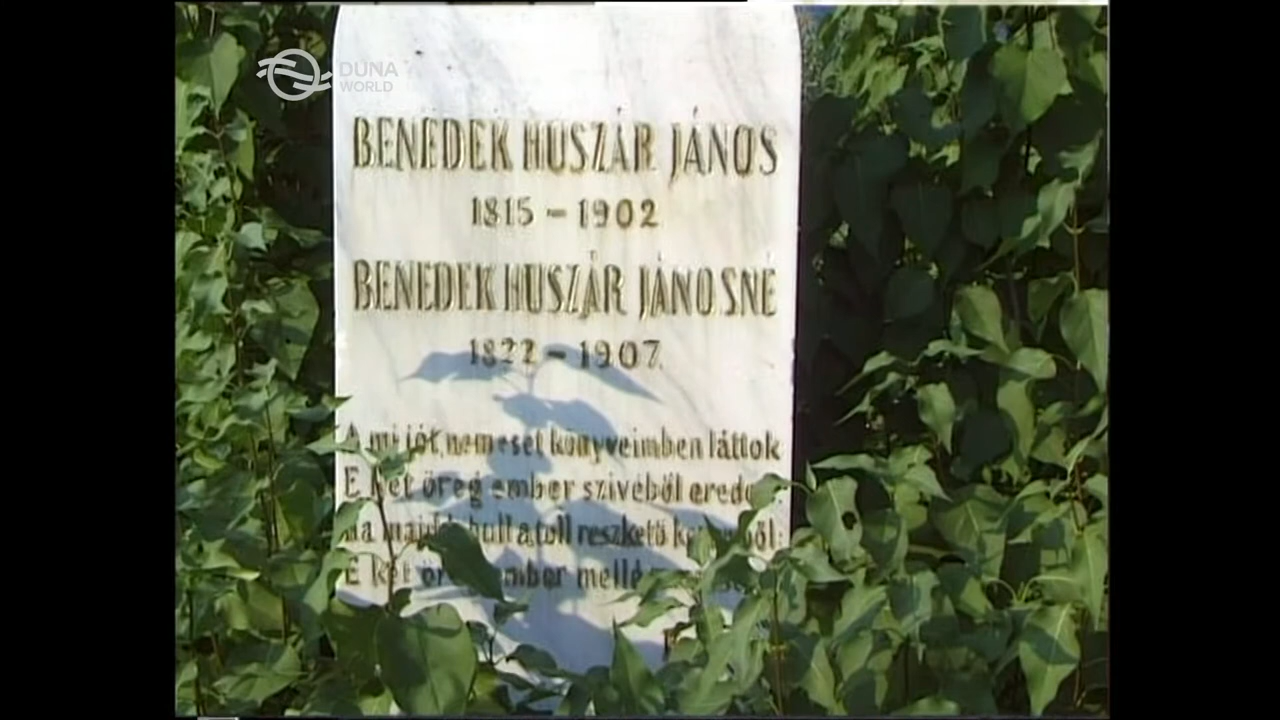 DUNA
WORLD
BENEDEK HUSZÁR JÁNOS
1815 - 1902
BENEDEK HUSZÁR JÁNOSNÉ
1822 - 1907
A mi jót, nemeset könyveimben láttok
E két öreg ember szivéből
Ha majd hull a toll reszkető
E két ember mellé